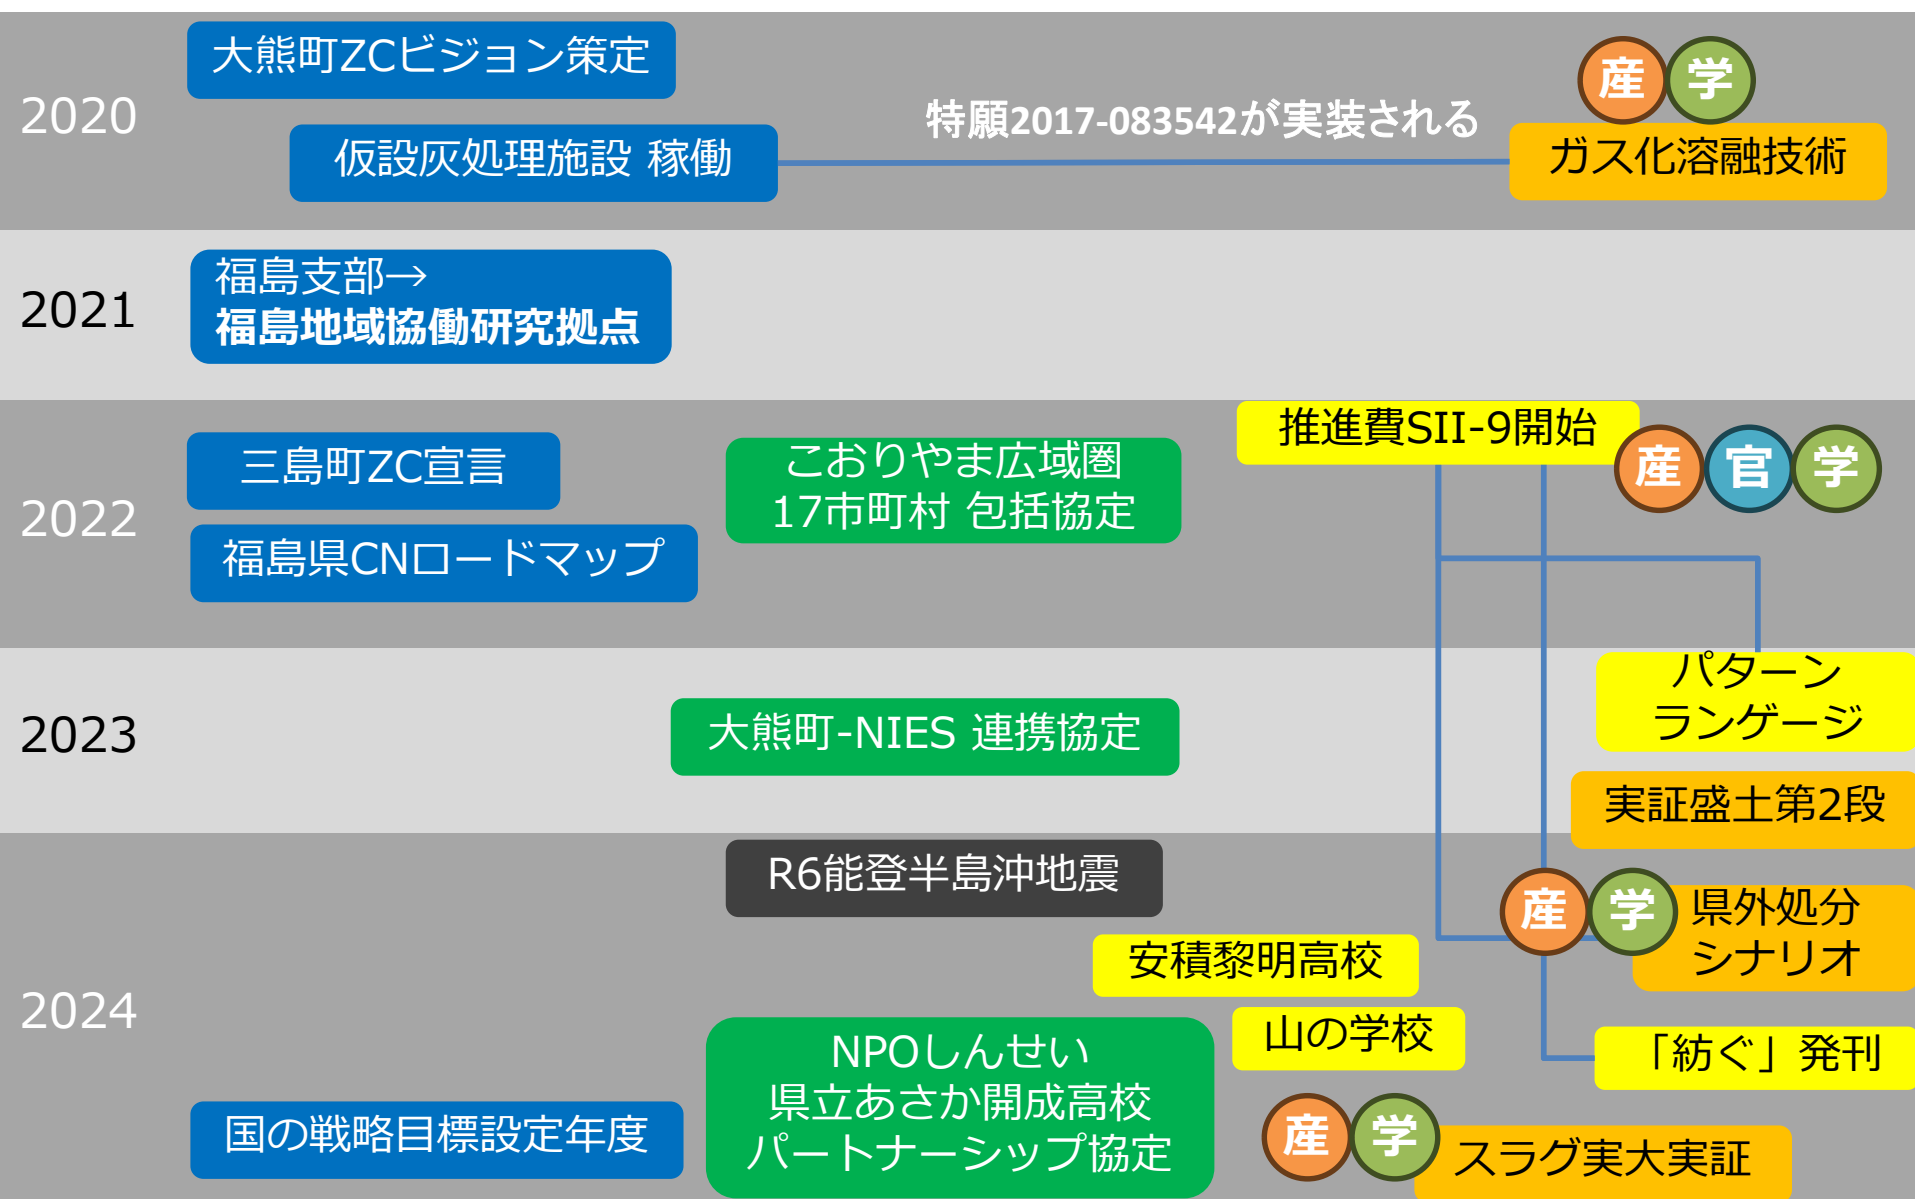 2020
大熊町ZCビジョン策定
仮設灰処理施設 稼働
特願2017-083542が実装される
産 学
ガス化溶融技術
2021
福島支部→
福島地域協働研究拠点
2022
三島町ZC宣言
福島県CNロードマップ
こおりやま広域圏
17市町村 包括協定
推進費SII-9開始
産 官 学
2023
大熊町-NIES 連携協定
パターン
ランゲージ
実証盛土第2段
2024
R6能登半島沖地震
産 学
県外処分
シナリオ
安積黎明高校
山の学校
「紡ぐ」発刊
国の戦略目標設定年度
NPOしんせい
県立あさか開成高校
パートナーシップ協定
産 学
スラグ実大実証